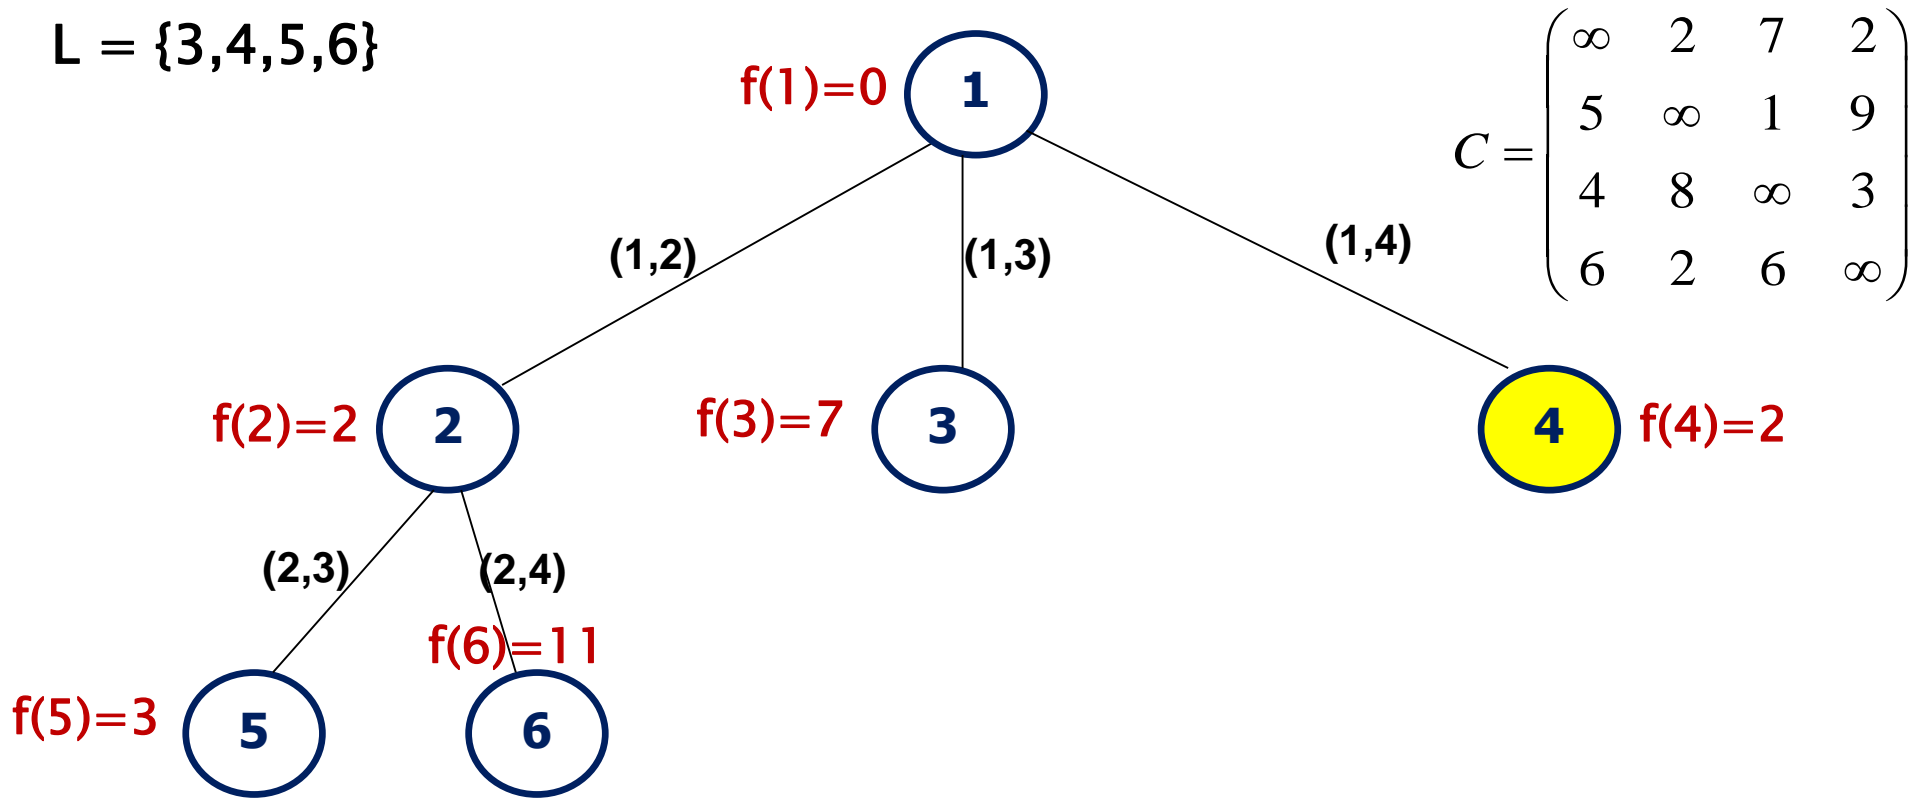 L = {3,4,5,6}
f(1)=0
1
C =
∞ 2 7 2
5 ∞ 1 9
4 8 ∞ 3
6 2 6 ∞
(1,2)
(1,3)
(1,4)
f(2)=2
2
f(3)=7
3
4
f(4)=2
(2,3)
(2,4)
f(6)=11
f(5)=3
5
6